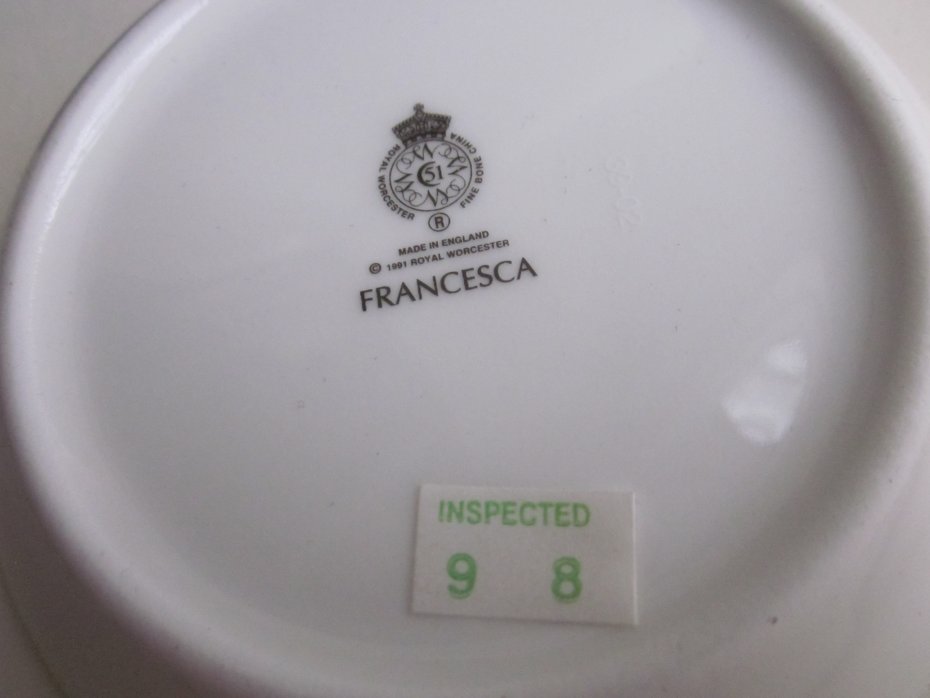 ROYAL WORCESTER FINE BONE CHINA
51
®
MADE IN ENGLAND
© 1991 ROYAL WORCESTER
FRANCESCA
INSPECTED
9 8